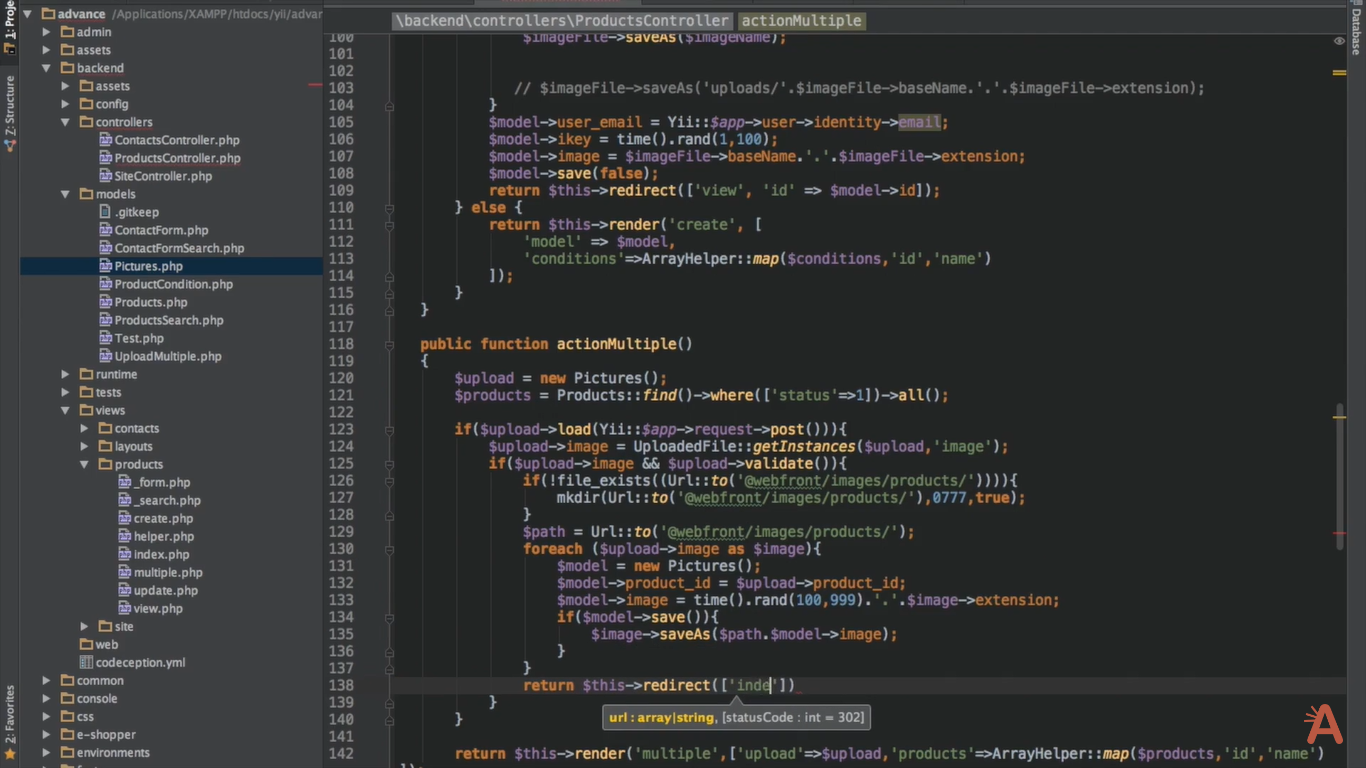 advance /Applications/XAMPP/htdocs/yii/advar
admin
assets
backend
assets
config
controllers
ContactsController.php
ProductsController.php
SiteController.php
models
.gitkeep
ContactForm.php
ContactFormSearch.php
Pictures.php
ProductCondition.php
Products.php
ProductsSearch.php
Test.php
UploadMultiple.php
runtime
tests
views
contacts
layouts
products
_form.php
_search.php
create.php
helper.php
index.php
multiple.php
update.php
view.php
site
web
codeception.yml
common
console
css
e-shopper
environments
1: Proje
Z: Structure
2: Favorites
Database
\backend\controllers\ProductsController actionMultiple
100 $imageFile->saveAs($imageName);
101
102
103 // $imageFile->saveAs('uploads/'.$imageFile->baseName.'.'.$imageFile->extension);
104 }
105 $model->user_email = Yii::$app->user->identity->email;
106 $model->ikey = time().rand(1,100);
107 $model->image = $imageFile->baseName.'.'.$imageFile->extension;
108 $model->save(false);
109 return $this->redirect(['view', 'id' => $model->id]);
110 } else {
111 return $this->render('create', [
112 'model' => $model,
113 'conditions'=>ArrayHelper::map($conditions,'id','name')
114 ]);
115 }
116 }
117
118 public function actionMultiple()
119 {
120 $upload = new Pictures();
121 $products = Products::find()->where(['status'=>1])->all();
122
123 if($upload->load(Yii::$app->request->post())){
124 $upload->image = UploadedFile::getInstances($upload,'image');
125 if($upload->image && $upload->validate()){
126 if(!file_exists((Url::to('@webfront/images/products/')))){
127 mkdir(Url::to('@webfront/images/products/'),0777,true);
128 }
129 $path = Url::to('@webfront/images/products/');
130 foreach ($upload->image as $image){
131 $model = new Pictures();
132 $model->product_id = $upload->product_id;
133 $model->image = time().rand(100,999).'.'.$image->extension;
134 if($model->save()){
135 $image->saveAs($path.$model->image);
136 }
137 }
138 return $this->redirect(['inde'])
139 }
140 }
url : array|string, [statusCode : int = 302]
141
142 return $this->render('multiple',['upload'=>$upload,'products'=>ArrayHelper::map($products,'id','name')
]);